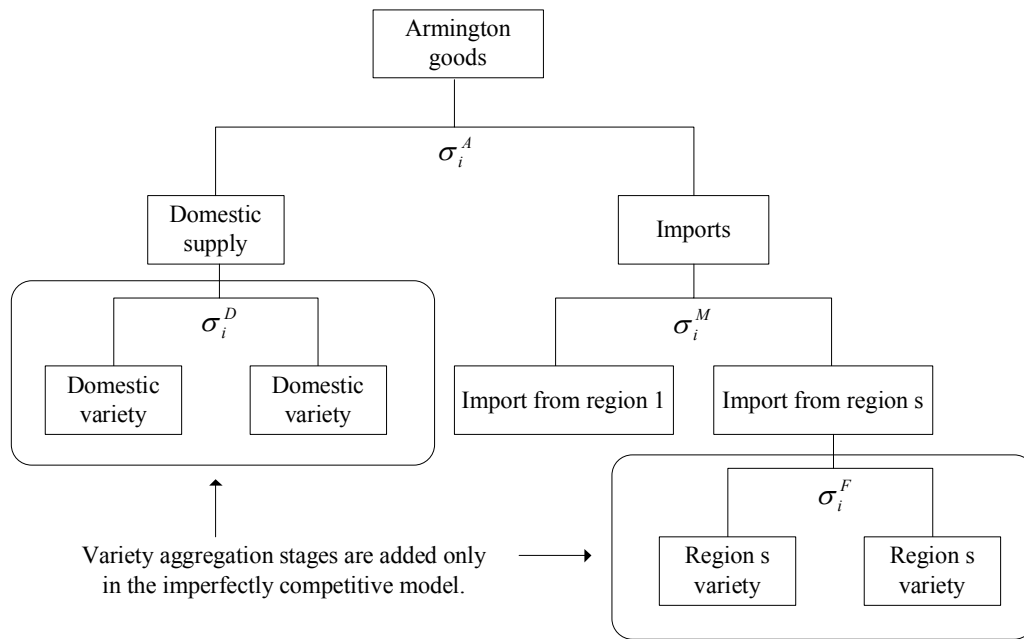 Armington
goods
σ_i^A
Domestic
supply
Imports
σ_i^D
σ_i^M
Domestic
variety
Domestic
variety
Import from region 1
Import from region s
σ_i^F
Variety aggregation stages are added only
in the imperfectly competitive model.
Region s
variety
Region s
variety